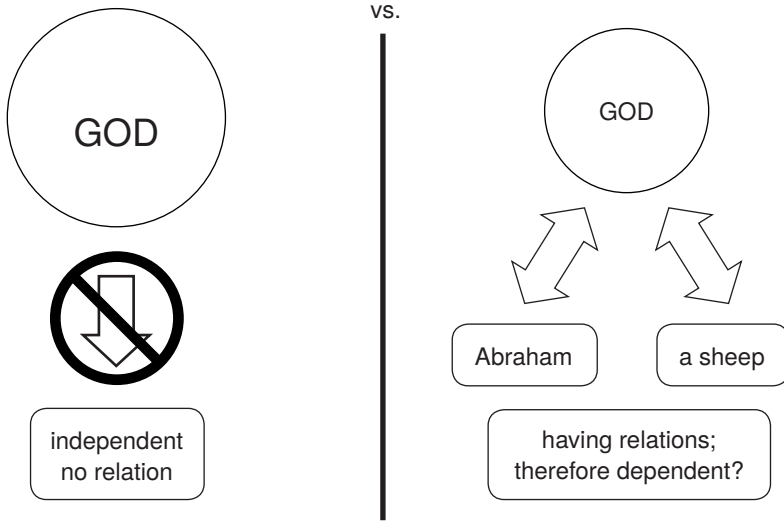 vs.
GOD
independent
no relation
GOD
Abraham
a sheep
having relations;
therefore dependent?